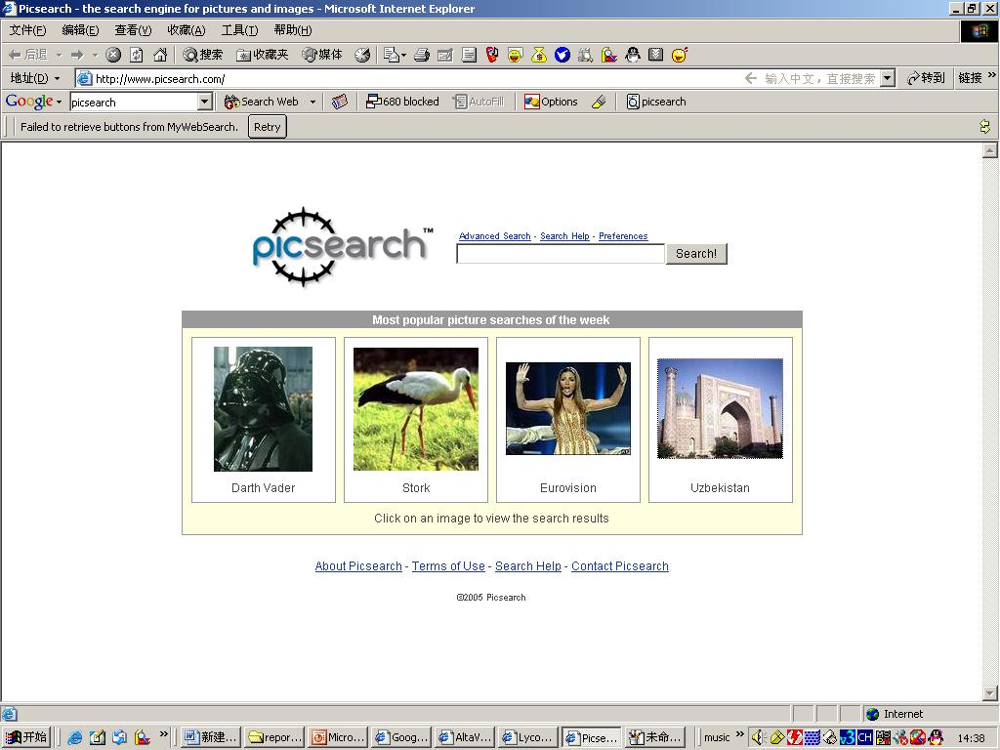 Picsearch - the search engine for pictures and images - Microsoft Internet Explorer
文件(F) 编辑(E) 查看(V) 收藏(A) 工具(T) 帮助(H)
后退 搜索 收藏夹 媒体
地址(D) http://www.picsearch.com/ 输入中文，直接搜索 转到 链接 »
Google picsearch Search Web 680 blocked AutoFill Options picsearch
Failed to retrieve buttons from MyWebSearch. Retry
picsearch™
Advanced Search - Search Help - Preferences
Search!
Most popular picture searches of the week
Darth Vader Stork Eurovision Uzbekistan
Click on an image to view the search results
About Picsearch - Terms of Use - Search Help - Contact Picsearch
©2005 Picsearch
Internet
开始 » 新建... repor... Micro... Goog... AltaV... Lyco... Picse... 未命... music » v3 CH 14:38